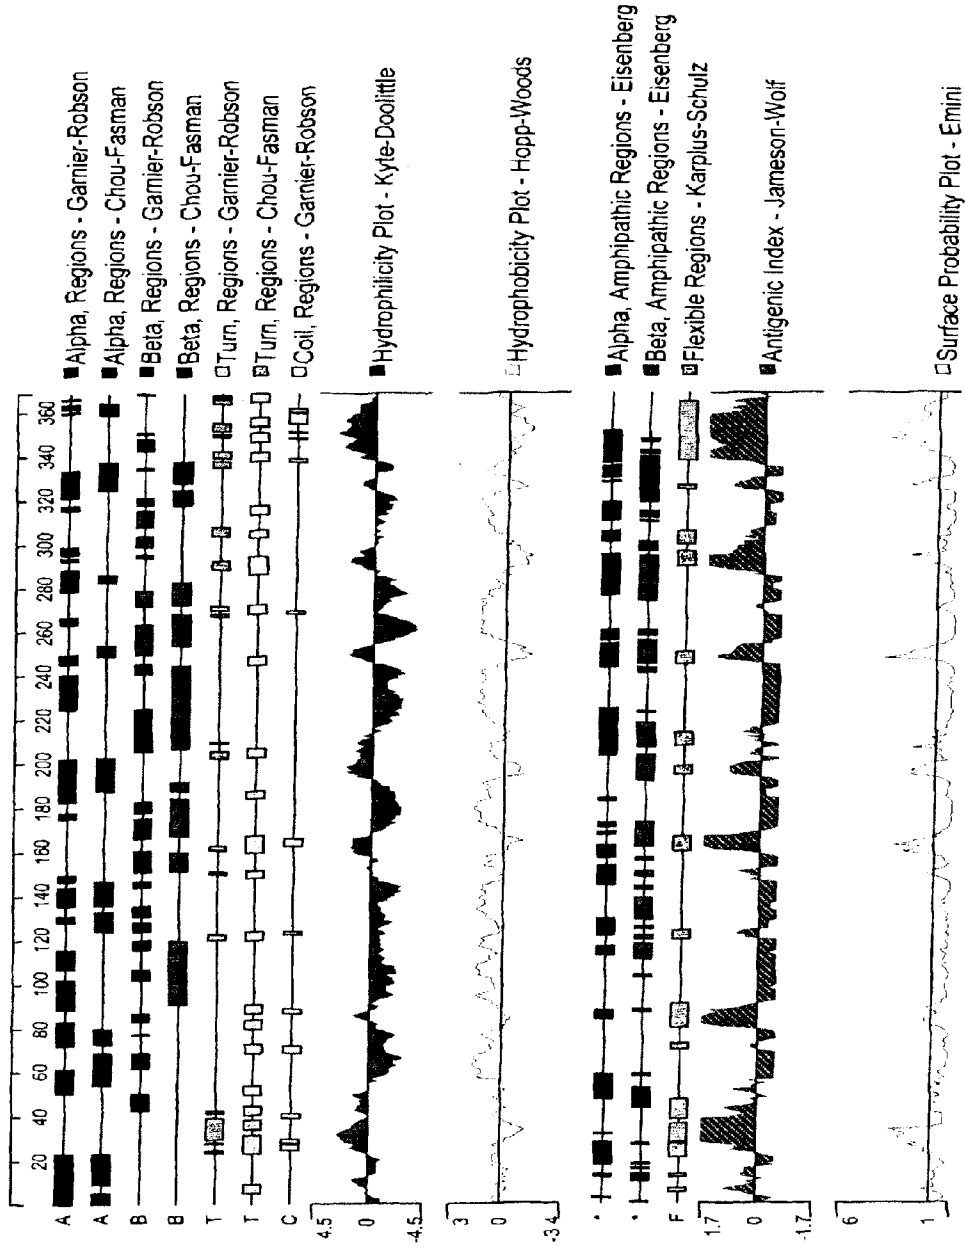 20 40 60 80 100 120 140 160 180 200 220 240 260 280 300 320 340 360
A Alpha, Regions - Garnier-Robson
A Alpha, Regions - Chou-Fasman
B Beta, Regions - Garnier-Robson
B Beta, Regions - Chou-Fasman
T Turn, Regions - Garnier-Robson
T Turn, Regions - Chou-Fasman
C Coil, Regions - Garnier-Robson
4.5
0 Hydrophilicity Plot - Kyte-Doolittle
-4.5
3
Hydrophobicity Plot - Hopp-Woods
-3 4
* Alpha, Amphipathic Regions - Eisenberg
* Beta, Amphipathic Regions - Eisenberg
F Flexible Regions - Karplus-Schulz
1.7
0 Antigenic Index - Jameson-Wolf
-1.7
6
1 Surface Probability Plot - Emini